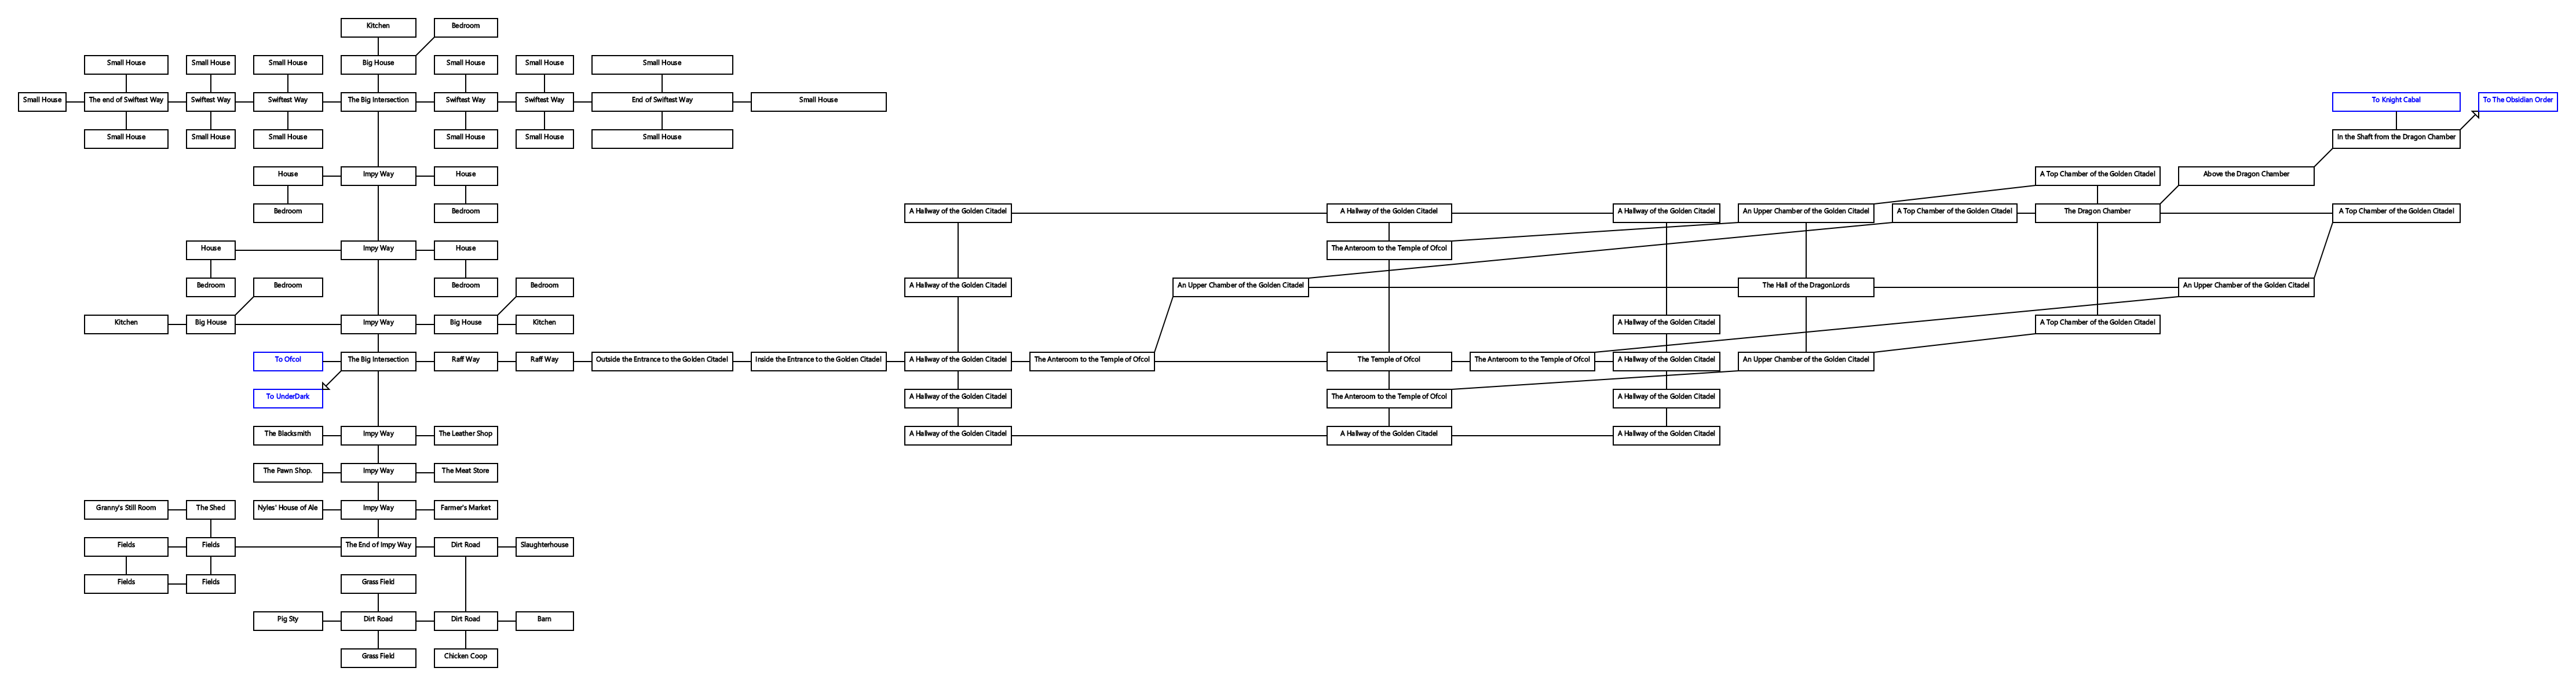 Kitchen
Bedroom
Small House
Small House
Small House
Big House
Small House
Small House
Small House
Small House
The end of Swiftest Way
Swiftest Way
Swiftest Way
The Big Intersection
Swiftest Way
Swiftest Way
End of Swiftest Way
Small House
To Knight Cabal
To The Obsidian Order
Small House
Small House
Small House
Small House
Small House
Small House
In the Shaft from the Dragon Chamber
House
Impy Way
House
A Top Chamber of the Golden Citadel
Above the Dragon Chamber
Bedroom
Bedroom
A Hallway of the Golden Citadel
A Hallway of the Golden Citadel
A Hallway of the Golden Citadel
An Upper Chamber of the Golden Citadel
A Top Chamber of the Golden Citadel
The Dragon Chamber
A Top Chamber of the Golden Citadel
House
Impy Way
House
The Anteroom to the Temple of Ofcol
Bedroom
Bedroom
Bedroom
Bedroom
A Hallway of the Golden Citadel
An Upper Chamber of the Golden Citadel
The Hall of the DragonLords
An Upper Chamber of the Golden Citadel
Kitchen
Big House
Impy Way
Big House
Kitchen
A Hallway of the Golden Citadel
A Top Chamber of the Golden Citadel
To Ofcol
The Big Intersection
Raff Way
Raff Way
Outside the Entrance to the Golden Citadel
Inside the Entrance to the Golden Citadel
A Hallway of the Golden Citadel
The Anteroom to the Temple of Ofcol
The Temple of Ofcol
The Anteroom to the Temple of Ofcol
A Hallway of the Golden Citadel
An Upper Chamber of the Golden Citadel
To UnderDark
A Hallway of the Golden Citadel
The Anteroom to the Temple of Ofcol
A Hallway of the Golden Citadel
The Blacksmith
Impy Way
The Leather Shop
A Hallway of the Golden Citadel
A Hallway of the Golden Citadel
A Hallway of the Golden Citadel
The Pawn Shop.
Impy Way
The Meat Store
Granny's Still Room
The Shed
Nyles' House of Ale
Impy Way
Farmer's Market
Fields
Fields
The End of Impy Way
Dirt Road
Slaughterhouse
Fields
Fields
Grass Field
Pig Sty
Dirt Road
Dirt Road
Barn
Grass Field
Chicken Coop